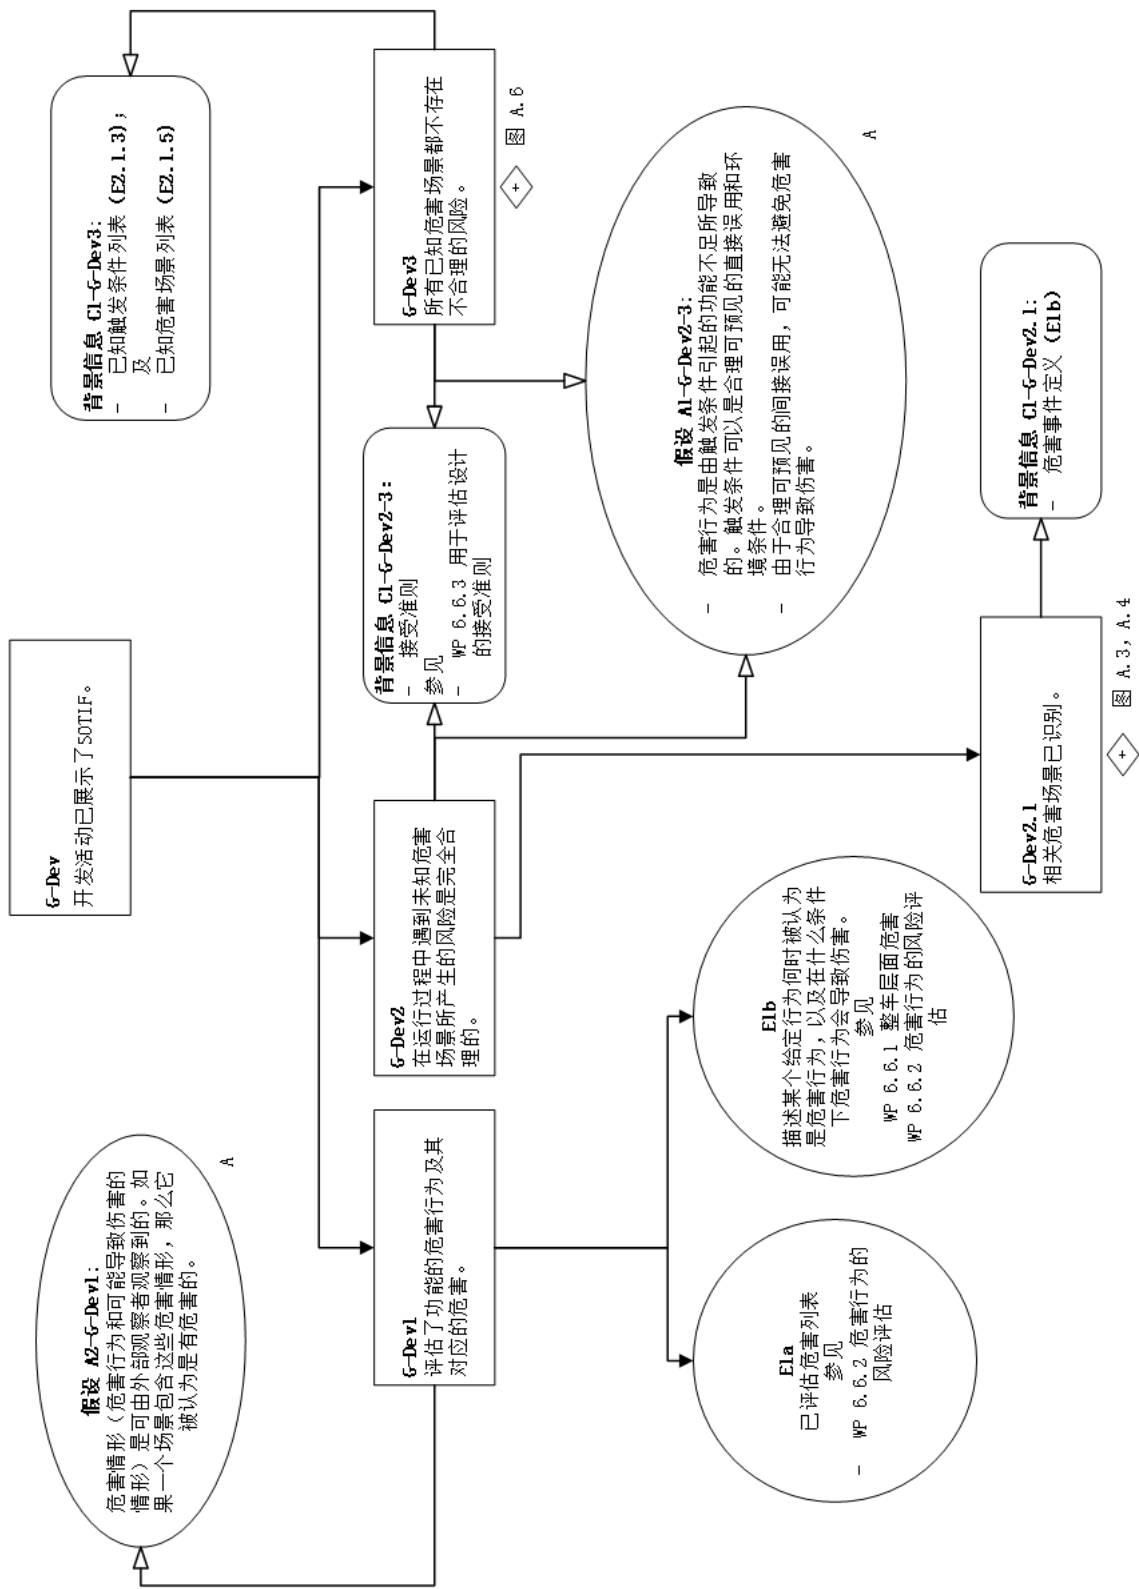 G-Dev
开发活动已展示了SOTIF。
假设 A2-G-Dev1:
危害情形（危害行为和可能导致伤害的
情形）是可由外部观察者观察到的。如
果一个场景包含这些危害情形，那么它
被认为是有危害的。
A
背景信息 C1-G-Dev3:
- 已知触发条件列表（E2.1.3）；
及
- 已知危害场景列表（E2.1.5）
G-Dev1
评估了功能的危害行为及其
对应的危害。
G-Dev2
在运行过程中遇到未知危害
场景所产生的风险是完全合
理的。
背景信息 C1-G-Dev2-3:
- 接受准则
参见
- WP 6.6.3 用于评估设计
的接受准则
G-Dev3
所有已知危害场景都不存在
不合理的风险。
+
图 A.6
E1a
已评估危害列表
参见
- WP 6.6.2 危害行为的
风险评估
E1b
描述某个给定行为何时被认为
是危害行为，以及在什么条件
下危害行为会导致伤害。
参见
WP 6.6.1 整车层面危害
WP 6.6.2 危害行为的风险评
估
假设 A1-G-Dev2-3:
- 危害行为是由触发条件引起的功能不足所导致
的。触发条件可以是合理可预见的直接误用和环
境条件。
- 由于合理可预见的间接误用，可能无法避免危害
行为导致伤害。
A
G-Dev2.1
相关危害场景已识别。
+
图 A.3，A.4
背景信息 C1-G-Dev2.1:
- 危害事件定义（E1b）